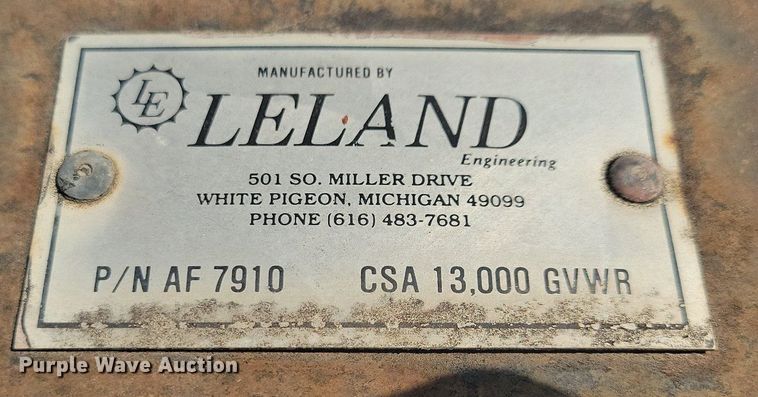 MANUFACTURED BY
LE
LELAND
Engineering
501 SO. MILLER DRIVE
WHITE PIGEON, MICHIGAN 49099
PHONE (616) 483-7681
P/N AF 7910 CSA 13,000 GVWR
Purple Wave Auction